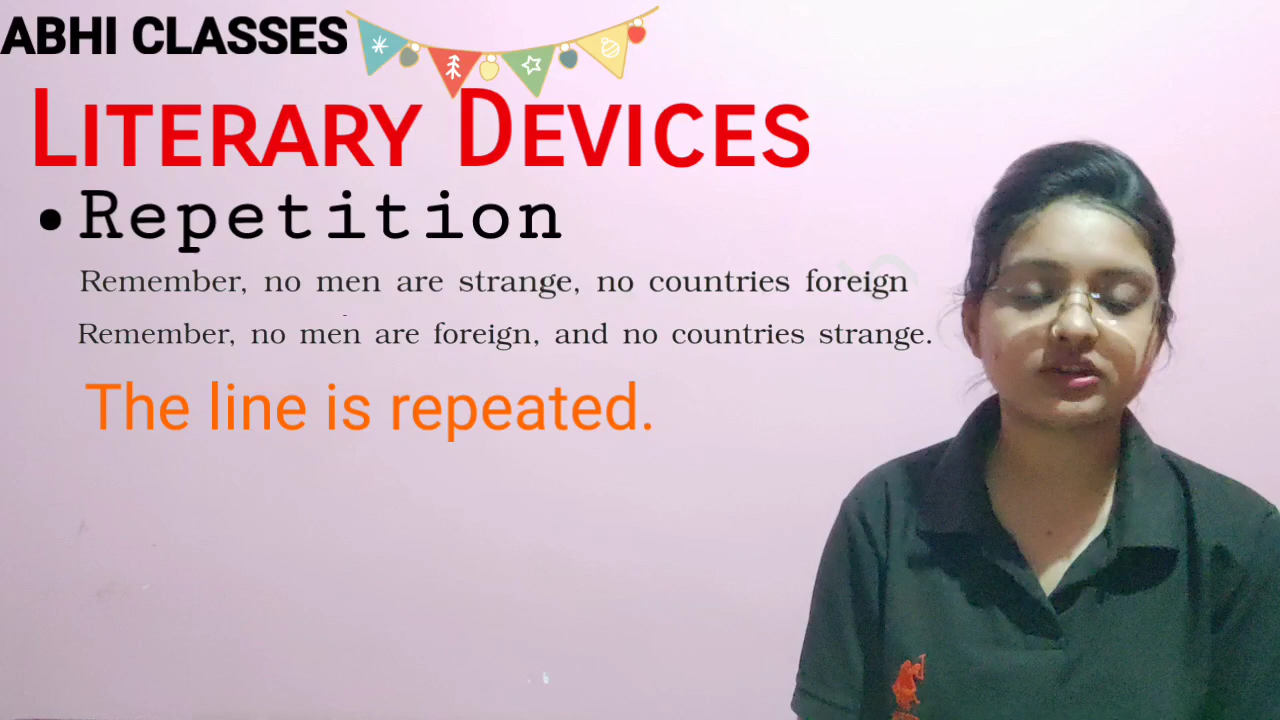 ABHI CLASSES
LITERARY DEVICES
• Repetition
Remember, no men are strange, no countries foreign
Remember, no men are foreign, and no countries strange.
The line is repeated.